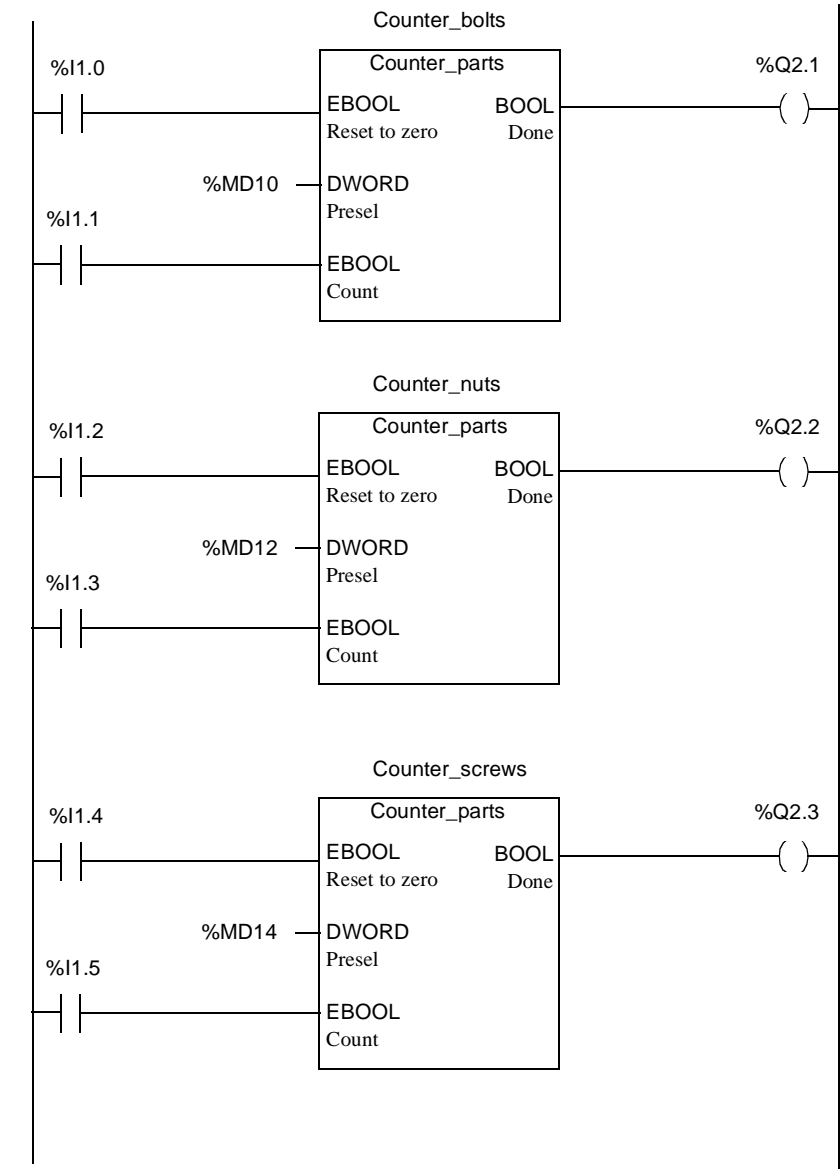 Counter_bolts
%I1.0
Counter_parts
%Q2.1
EBOOL BOOL
Reset to zero Done
%MD10 DWORD
Presel
%I1.1
EBOOL
Count
Counter_nuts
%I1.2
Counter_parts
%Q2.2
EBOOL BOOL
Reset to zero Done
%MD12 DWORD
Presel
%I1.3
EBOOL
Count
Counter_screws
%I1.4
Counter_parts
%Q2.3
EBOOL BOOL
Reset to zero Done
%MD14 DWORD
Presel
%I1.5
EBOOL
Count